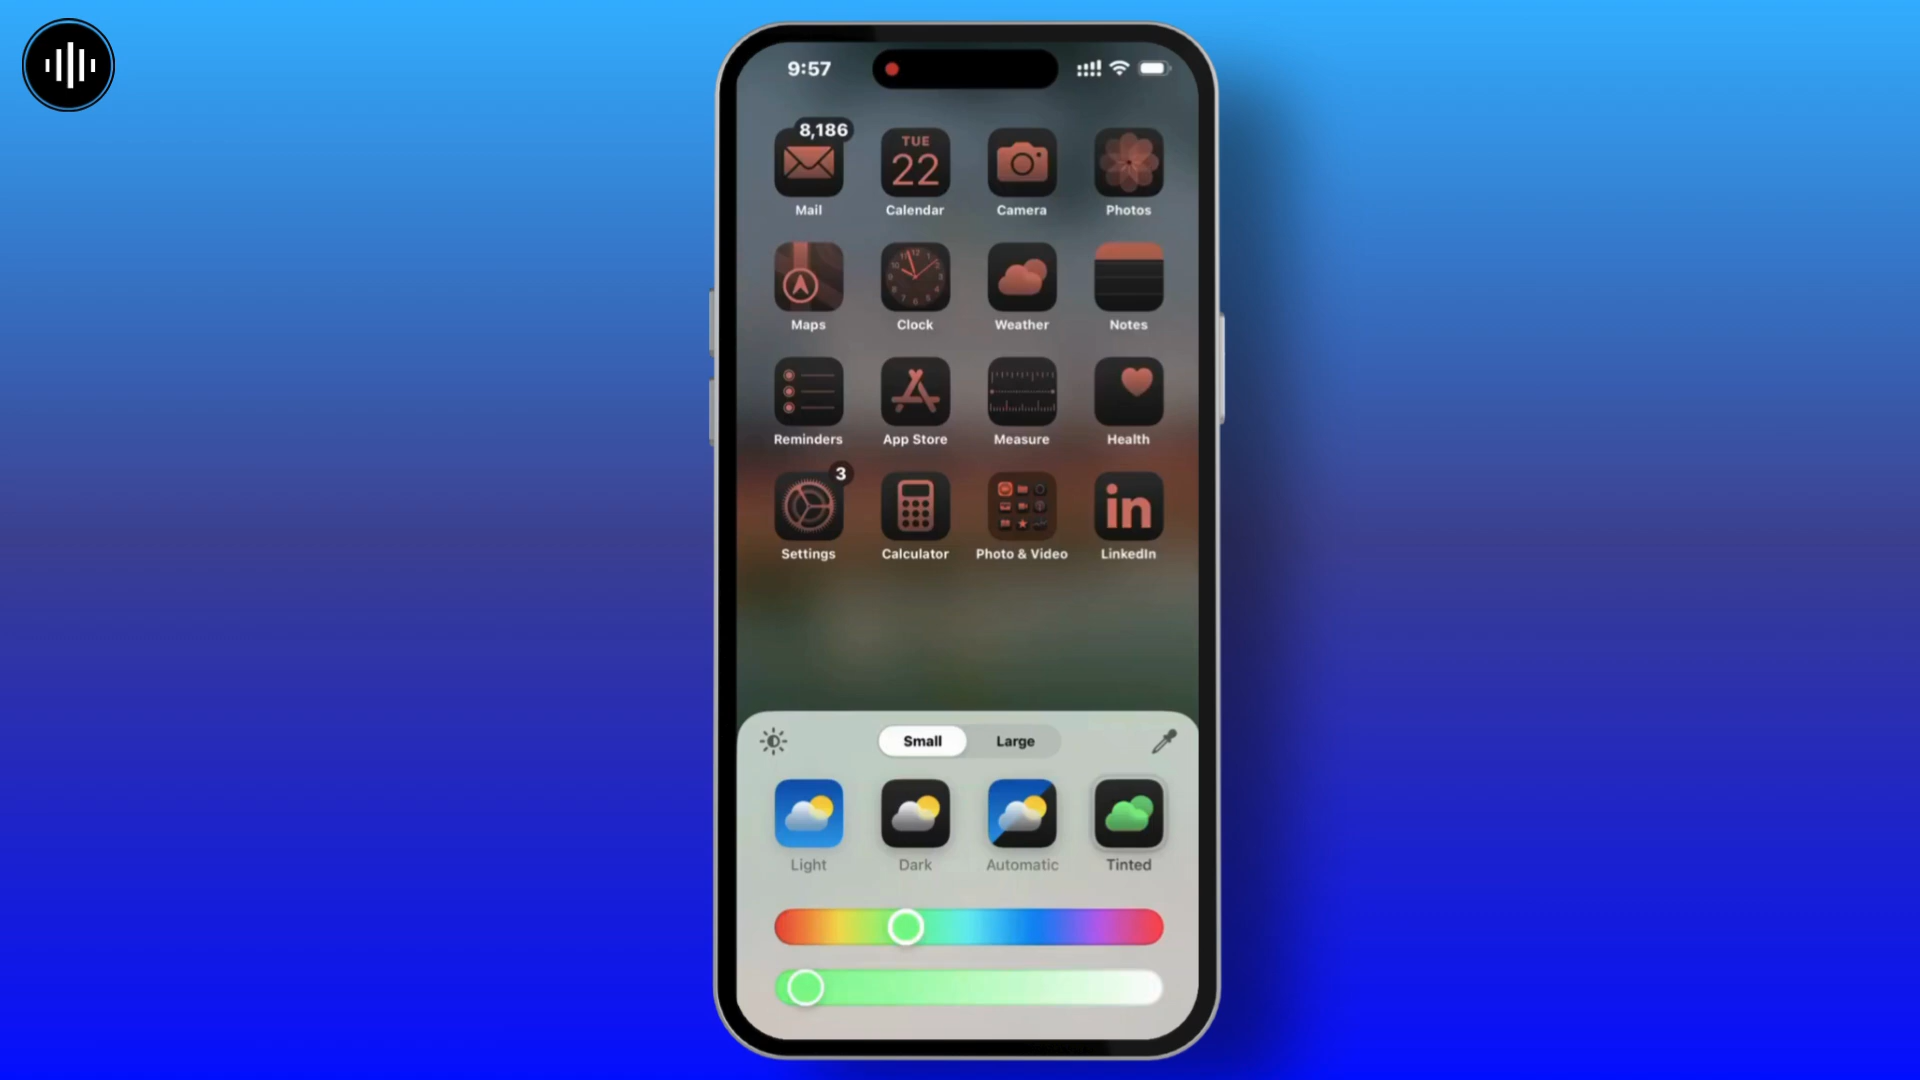 9:57
8,186
TUE
22
Mail
Calendar
Camera
Photos
Maps
Clock
Weather
Notes
Reminders
App Store
Measure
Health
3
in
Settings
Calculator
Photo & Video
LinkedIn
Small
Large
Light
Dark
Automatic
Tinted